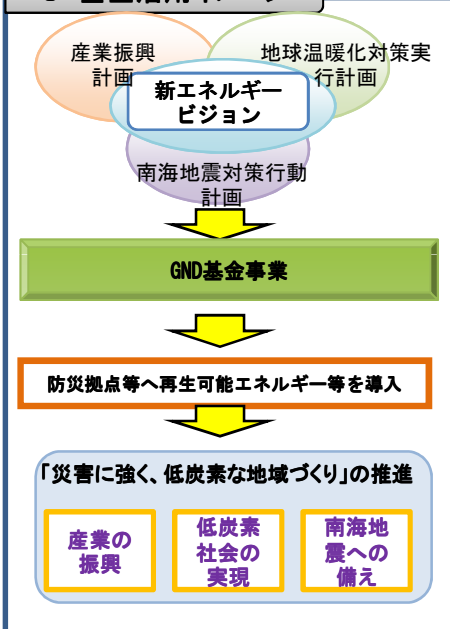 産業振興
計画
地球温暖化対策実
行計画
新エネルギー
ビジョン
南海地震対策行動
計画
GND基金事業
防災拠点等へ再生可能エネルギー等を導入
「災害に強く、低炭素な地域づくり」の推進
産業の
振興
低炭素
社会の
実現
南海地
震への
備え